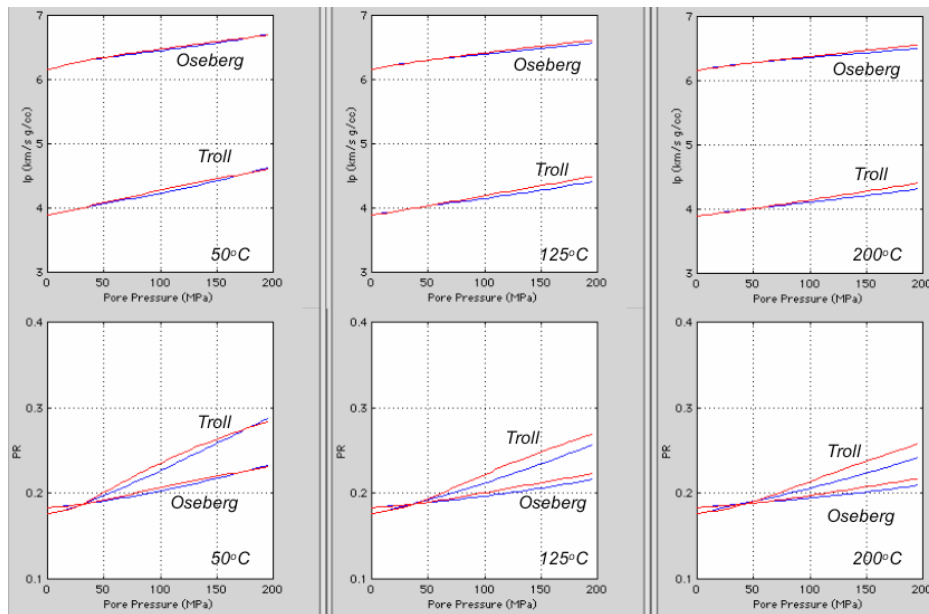 7
6
5
4
3
Ip (km/s g/cc)
Oseberg
Troll
50°C
0 50 100 150 200
Pore Pressure (MPa)
7
6
5
4
3
Ip (km/s g/cc)
Oseberg
Troll
125°C
0 50 100 150 200
Pore Pressure (MPa)
7
6
5
4
3
Ip (km/s g/cc)
Oseberg
Troll
200°C
0 50 100 150 200
Pore Pressure (MPa)
0.4
0.3
0.2
0.1
PR
Troll
Oseberg
50°C
0 50 100 150 200
Pore Pressure (MPa)
0.4
0.3
0.2
0.1
PR
Troll
Oseberg
125°C
0 50 100 150 200
Pore Pressure (MPa)
0.4
0.3
0.2
0.1
PR
Troll
Oseberg
200°C
0 50 100 150 200
Pore Pressure (MPa)